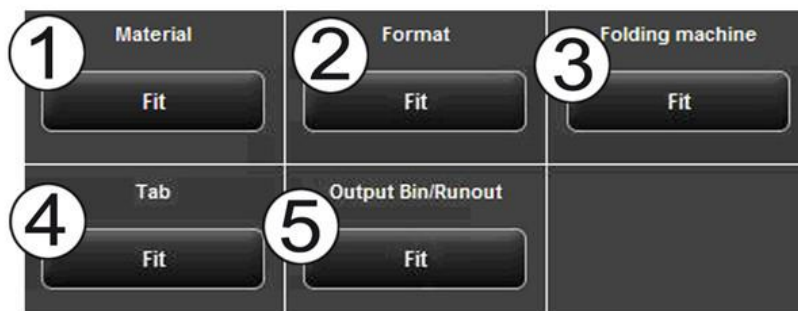 1 Material
Fit
2 Format
Fit
3 Folding machine
Fit
4 Tab
Fit
5 Output Bin/Runout
Fit